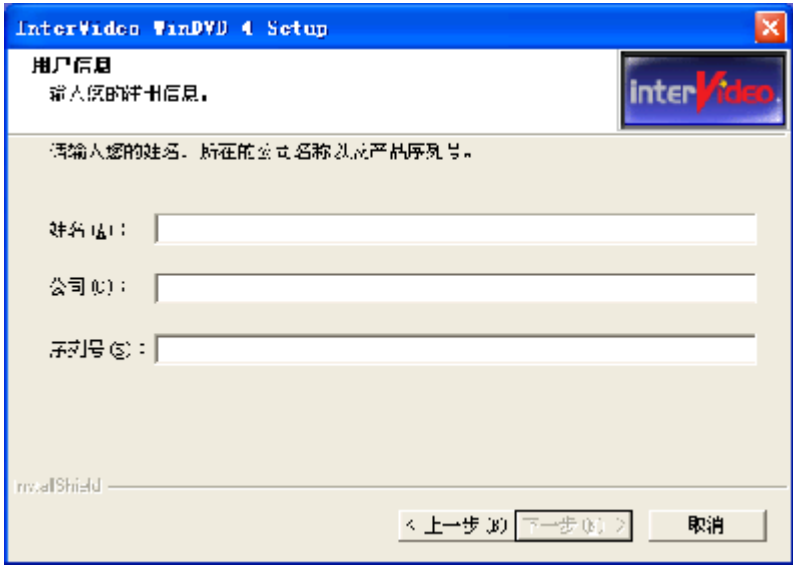 InterVideo WinDVD 4 Setup
用户信息
输入您的注册信息。
interVideo.
请输入您的姓名、所在的公司名称以及产品序列号。
姓名(A)：
公司(C)：
序列号(S)：
InstallShield
< 上一步(B)
下一步(N) >
取消